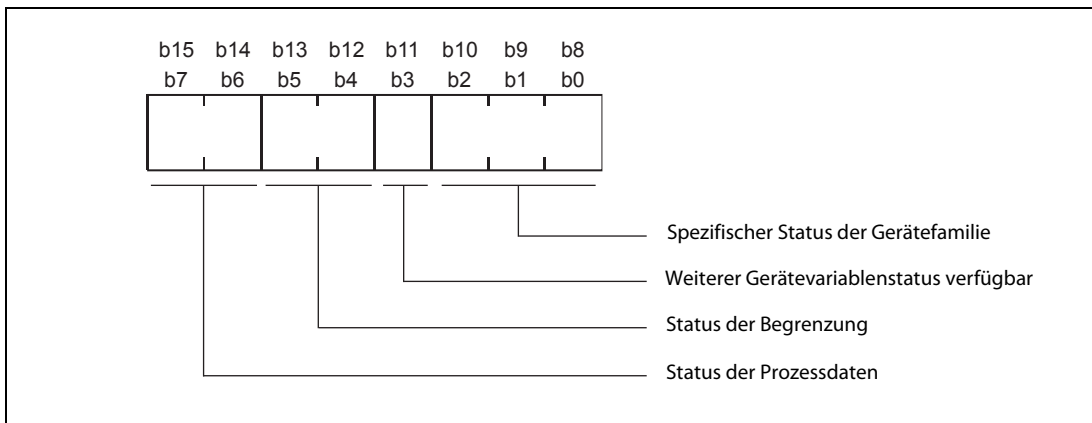 b15 b14 b13 b12 b11 b10 b9 b8
b7 b6 b5 b4 b3 b2 b1 b0
Spezifischer Status der Gerätefamilie
Weiterer Gerätevariablenstatus verfügbar
Status der Begrenzung
Status der Prozessdaten